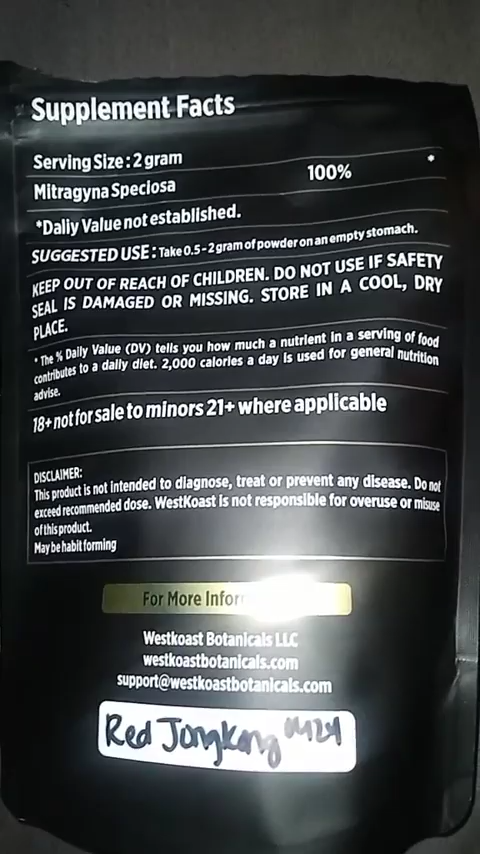 Supplement Facts
Serving Size : 2 gram
Mitragyna Speciosa 100% *
*Daliy Value not established.
SUGGESTED USE : Take 0.5 - 2 gram of powder on an empty stomach.
KEEP OUT OF REACH OF CHILDREN. DO NOT USE IF SAFETY
SEAL IS DAMAGED OR MISSING. STORE IN A COOL, DRY
PLACE.
* The % Daily Value (DV) tells you how much a nutrient in a serving of food
contributes to a daily diet. 2,000 calories a day is used for general nutrition
advise.
18+ not for sale to minors 21+ where applicable
DISCLAIMER:
This product is not intended to diagnose, treat or prevent any disease. Do not
exceed recommended dose. WestKoast is not responsible for overuse or misuse
of this product.
May be habit forming
For More
Westkoast Botanicals LLC
westkoastbotanicals.com
support@westkoastbotanicals.com
Red Jongkong